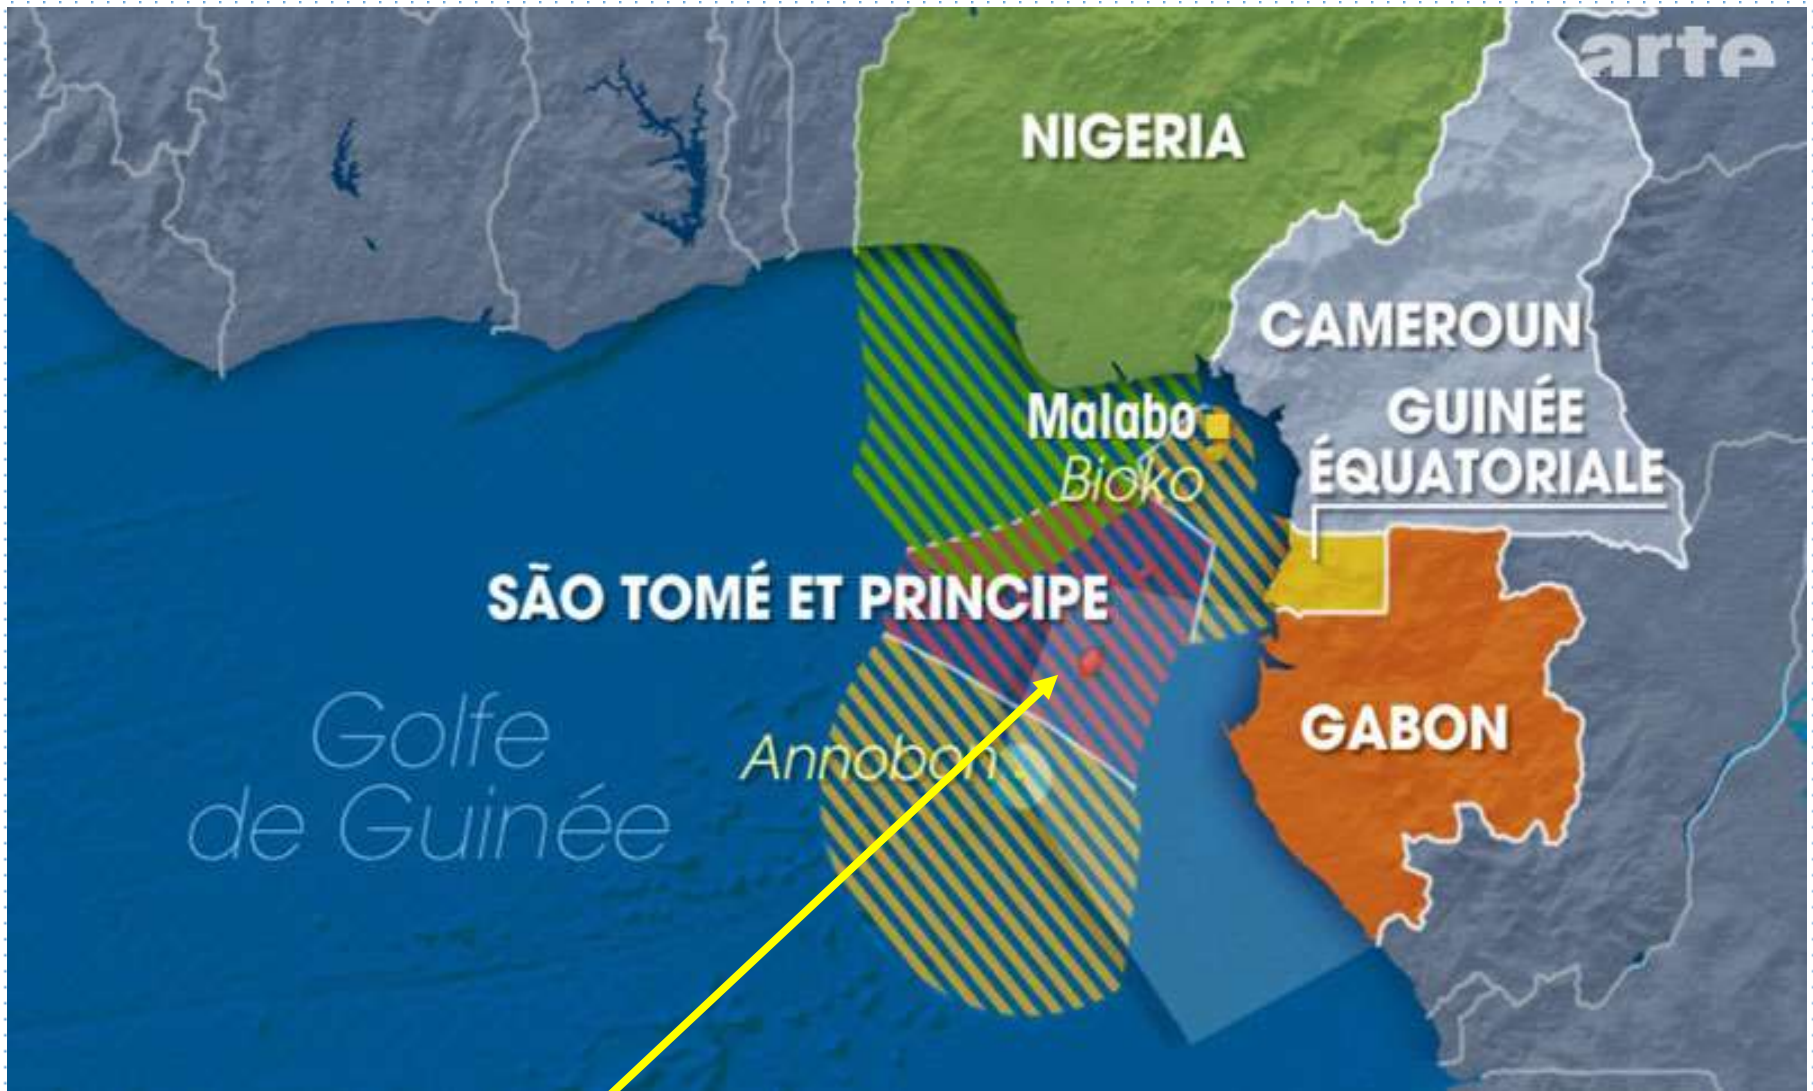 arte
NIGERIA
CAMEROUN
GUINÉE
ÉQUATORIALE
Malabo
Bioko
SÃO TOMÉ ET PRINCIPE
GABON
Golfe
de Guinée
Annobon